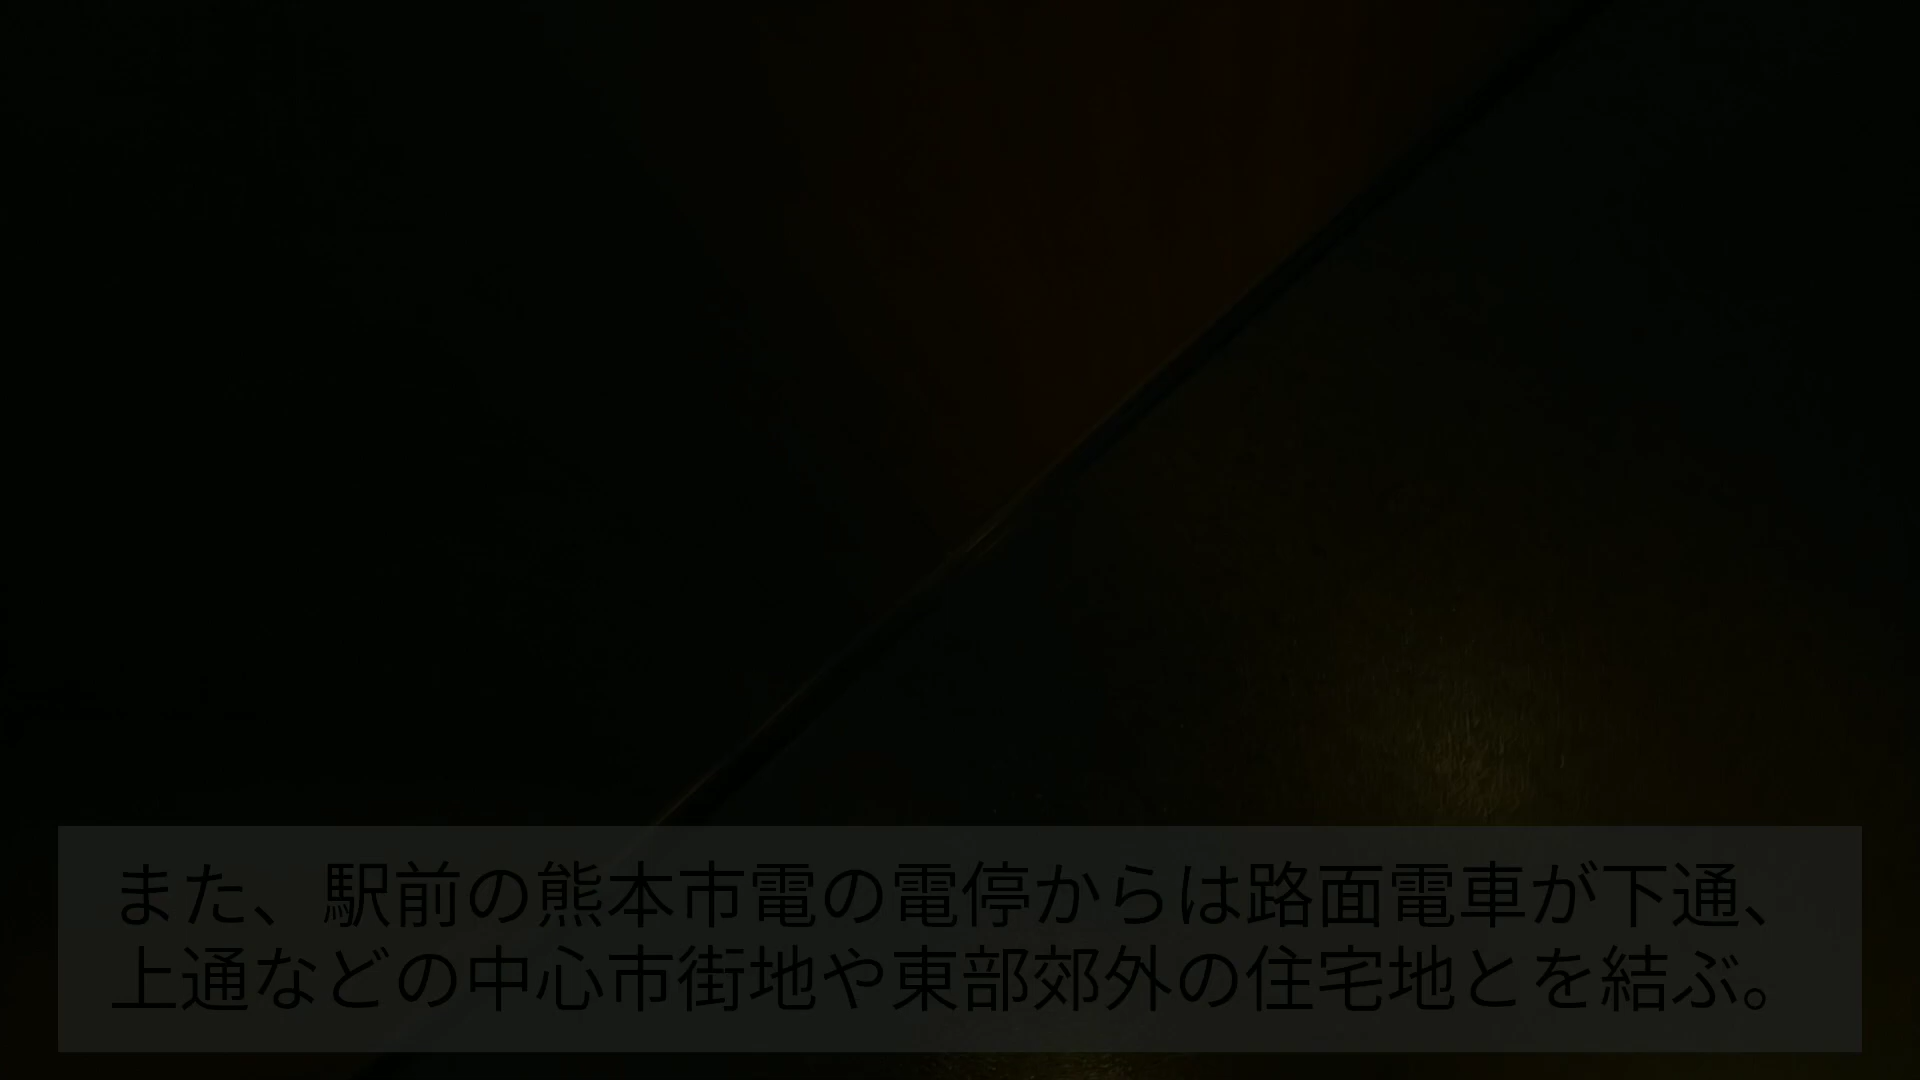 また、駅前の熊本市電の電停からは路面電車が下通、
上通などの中心市街地や東部郊外の住宅地とを結ぶ。